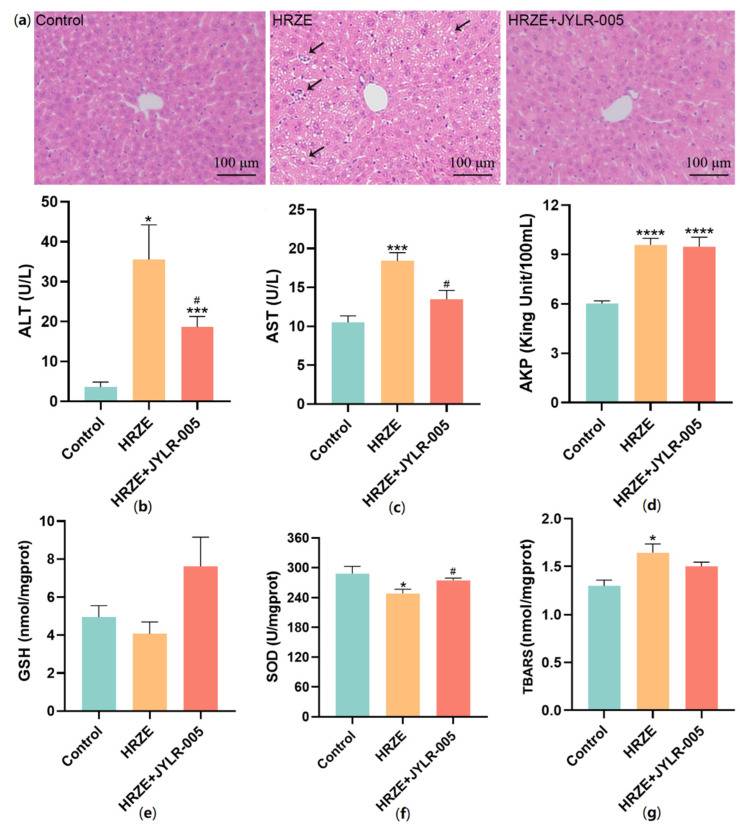 (a) Control HRZE HRZE+JYLR-005
100 μm 100 μm 100 μm
ALT (U/L)
50
40
30
20
10
0
*
#
***
Control
HRZE
HRZE+JYLR-005
(b)
AST (U/L)
25
20
15
10
5
0
***
#
Control
HRZE
HRZE+JYLR-005
(c)
AKP (King Unit/100mL)
12
9
6
3
0
****
****
Control
HRZE
HRZE+JYLR-005
(d)
GSH (nmol/mgprot)
10
8
6
4
2
0
Control
HRZE
HRZE+JYLR-005
(e)
SOD (U/mgprot)
360
300
240
180
120
60
0
*
#
Control
HRZE
HRZE+JYLR-005
(f)
TBARS (nmol/mgprot)
2.0
1.5
1.0
0.5
0.0
*
Control
HRZE
HRZE+JYLR-005
(g)